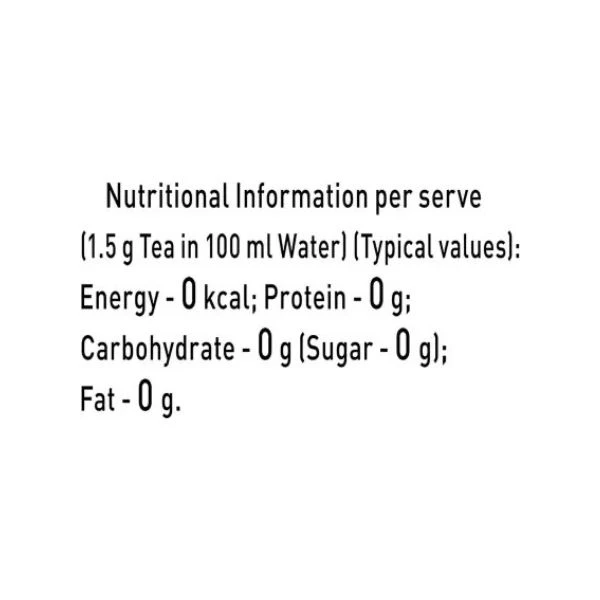 Nutritional Information per serve
(1.5 g Tea in 100 ml Water) (Typical values):
Energy - 0 kcal; Protein - 0 g;
Carbohydrate - 0 g (Sugar - 0 g);
Fat - 0 g.